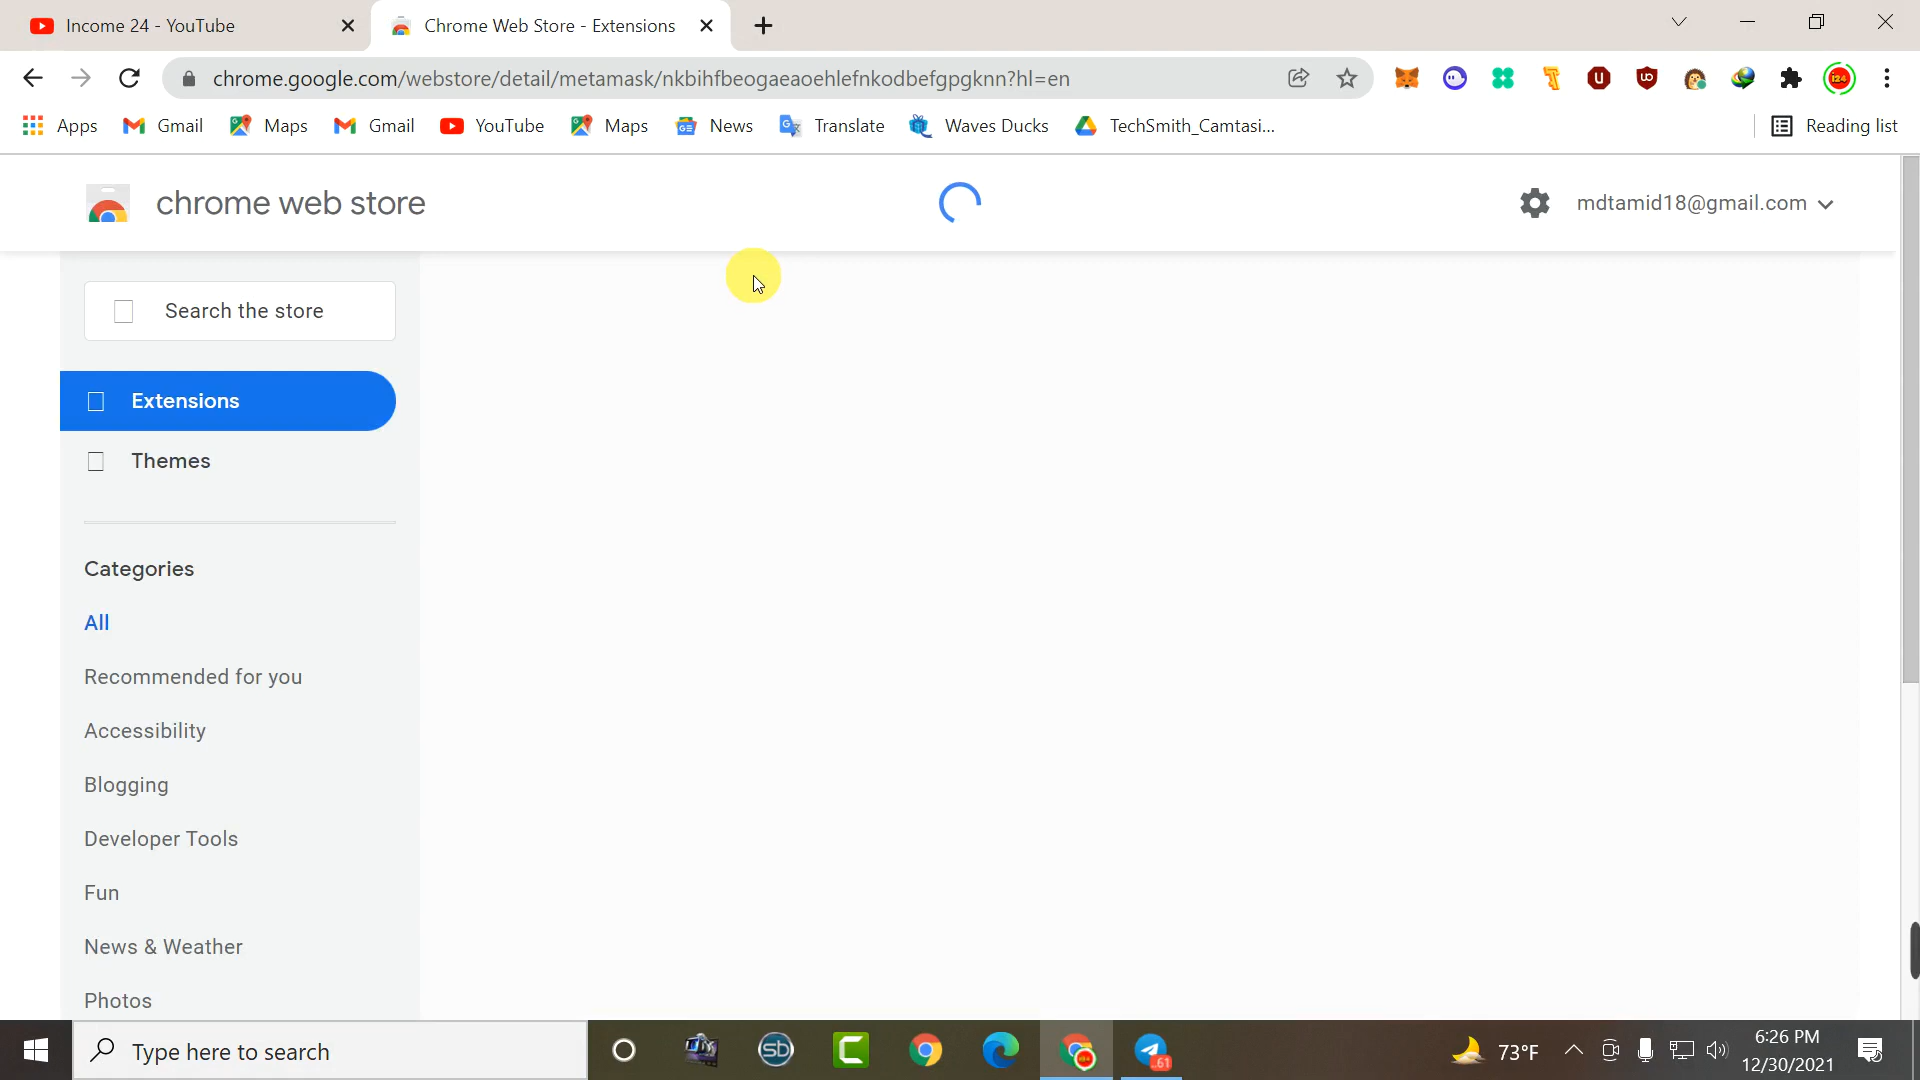 Income 24 - YouTube
Chrome Web Store - Extensions
chrome.google.com/webstore/detail/metamask/nkbihfbeogaeaoehlefnkodbefgpgknn?hl=en
Apps Gmail Maps Gmail YouTube Maps News Translate Waves Ducks TechSmith_Camtasi... Reading list
chrome web store
mdtamid18@gmail.com
Search the store
Extensions
Themes
Categories
All
Recommended for you
Accessibility
Blogging
Developer Tools
Fun
News & Weather
Photos
Type here to search
73°F
6:26 PM
12/30/2021